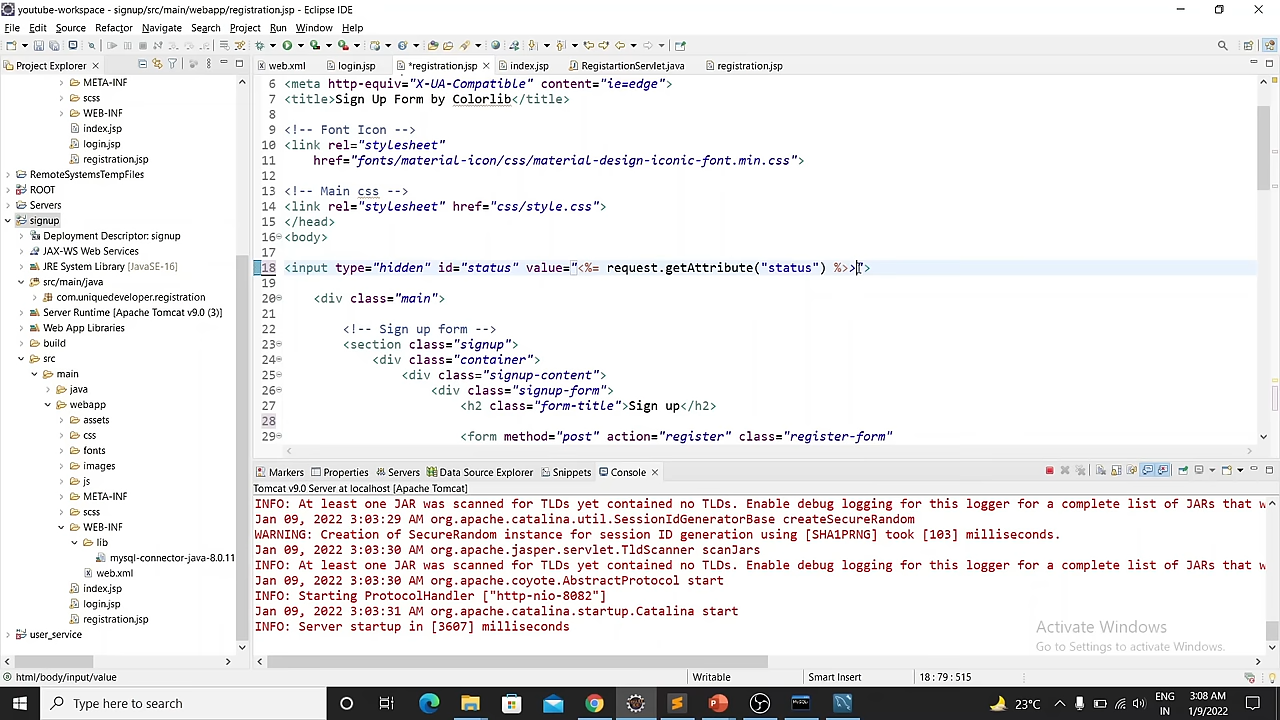 youtube-workspace - signup/src/main/webapp/registration.jsp - Eclipse IDE
File Edit Source Refactor Navigate Search Project Run Window Help
Project Explorer
web.xml login.jsp *registration.jsp index.jsp RegistartionServlet.java registration.jsp
META-INF
scss
WEB-INF
index.jsp
login.jsp
registration.jsp
RemoteSystemsTempFiles
ROOT
Servers
signup
Deployment Descriptor: signup
JAX-WS Web Services
JRE System Library [JavaSE-16]
src/main/java
com.uniquedeveloper.registration
Server Runtime [Apache Tomcat v9.0 (3)]
Web App Libraries
build
src
main
java
webapp
assets
css
fonts
images
js
META-INF
scss
WEB-INF
lib
mysql-connector-java-8.0.11
web.xml
index.jsp
login.jsp
registration.jsp
user_service
6 <meta http-equiv="X-UA-Compatible" content="ie=edge">
7 <title>Sign Up Form by Colorlib</title>
8
9 <!-- Font Icon -->
10 <link rel="stylesheet"
11 href="fonts/material-icon/css/material-design-iconic-font.min.css">
12
13 <!-- Main css -->
14 <link rel="stylesheet" href="css/style.css">
15 </head>
16 <body>
17
18 <input type="hidden" id="status" value="<%= request.getAttribute("status") %>>">
19
20 <div class="main">
21
22 <!-- Sign up form -->
23 <section class="signup">
24 <div class="container">
25 <div class="signup-content">
26 <div class="signup-form">
27 <h2 class="form-title">Sign up</h2>
28
29 <form method="post" action="register" class="register-form"
Markers Properties Servers Data Source Explorer Snippets Console
Tomcat v9.0 Server at localhost [Apache Tomcat]
INFO: At least one JAR was scanned for TLDs yet contained no TLDs. Enable debug logging for this logger for a complete list of JARs that w
Jan 09, 2022 3:03:29 AM org.apache.catalina.util.SessionIdGeneratorBase createSecureRandom
WARNING: Creation of SecureRandom instance for session ID generation using [SHA1PRNG] took [103] milliseconds.
Jan 09, 2022 3:03:30 AM org.apache.jasper.servlet.TldScanner scanJars
INFO: At least one JAR was scanned for TLDs yet contained no TLDs. Enable debug logging for this logger for a complete list of JARs that w
Jan 09, 2022 3:03:30 AM org.apache.coyote.AbstractProtocol start
INFO: Starting ProtocolHandler ["http-nio-8082"]
Jan 09, 2022 3:03:31 AM org.apache.catalina.startup.Catalina start
INFO: Server startup in [3607] milliseconds
Activate Windows
Go to Settings to activate Windows.
html/body/input/value Writable Smart Insert 18 : 79 : 515
Type here to search
23°C
ENG
IN
3:08 AM
1/9/2022